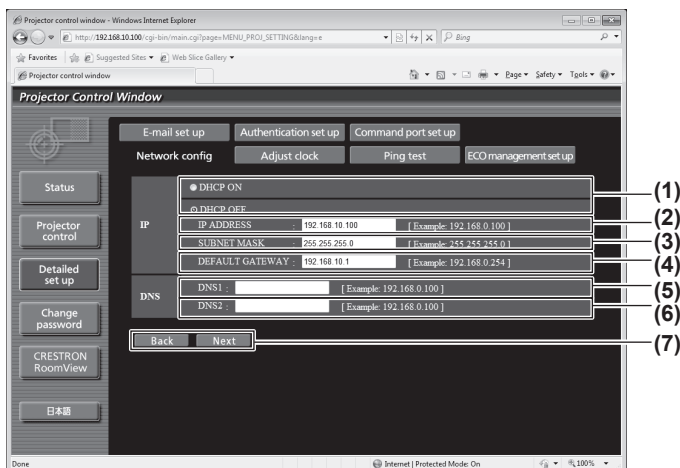 Projector control window - Windows Internet Explorer
http://192.168.10.100/cgi-bin/main.cgi?page=MENU_PROJ_SETTING&lang=e
Bing
Favorites Suggested Sites Web Slice Gallery
Projector control window Page Safety Tools
Projector Control Window
E-mail set up Authentication set up Command port set up
Network config Adjust clock Ping test ECO management set up
Status
Projector control
Detailed set up
Change password
CRESTRON RoomView
日本語
IP
DHCP ON (1)
DHCP OFF
IP ADDRESS : 192.168.10.100 [ Example: 192.168.0.100 ] (2)
SUBNET MASK : 255.255.255.0 [ Example: 255.255.255.0 ] (3)
DEFAULT GATEWAY : 192.168.10.1 [ Example: 192.168.0.254 ] (4)
DNS
DNS1 : [ Example: 192.168.0.100 ] (5)
DNS2 : [ Example: 192.168.0.100 ] (6)
Back Next (7)
Done Internet | Protected Mode: On 100%